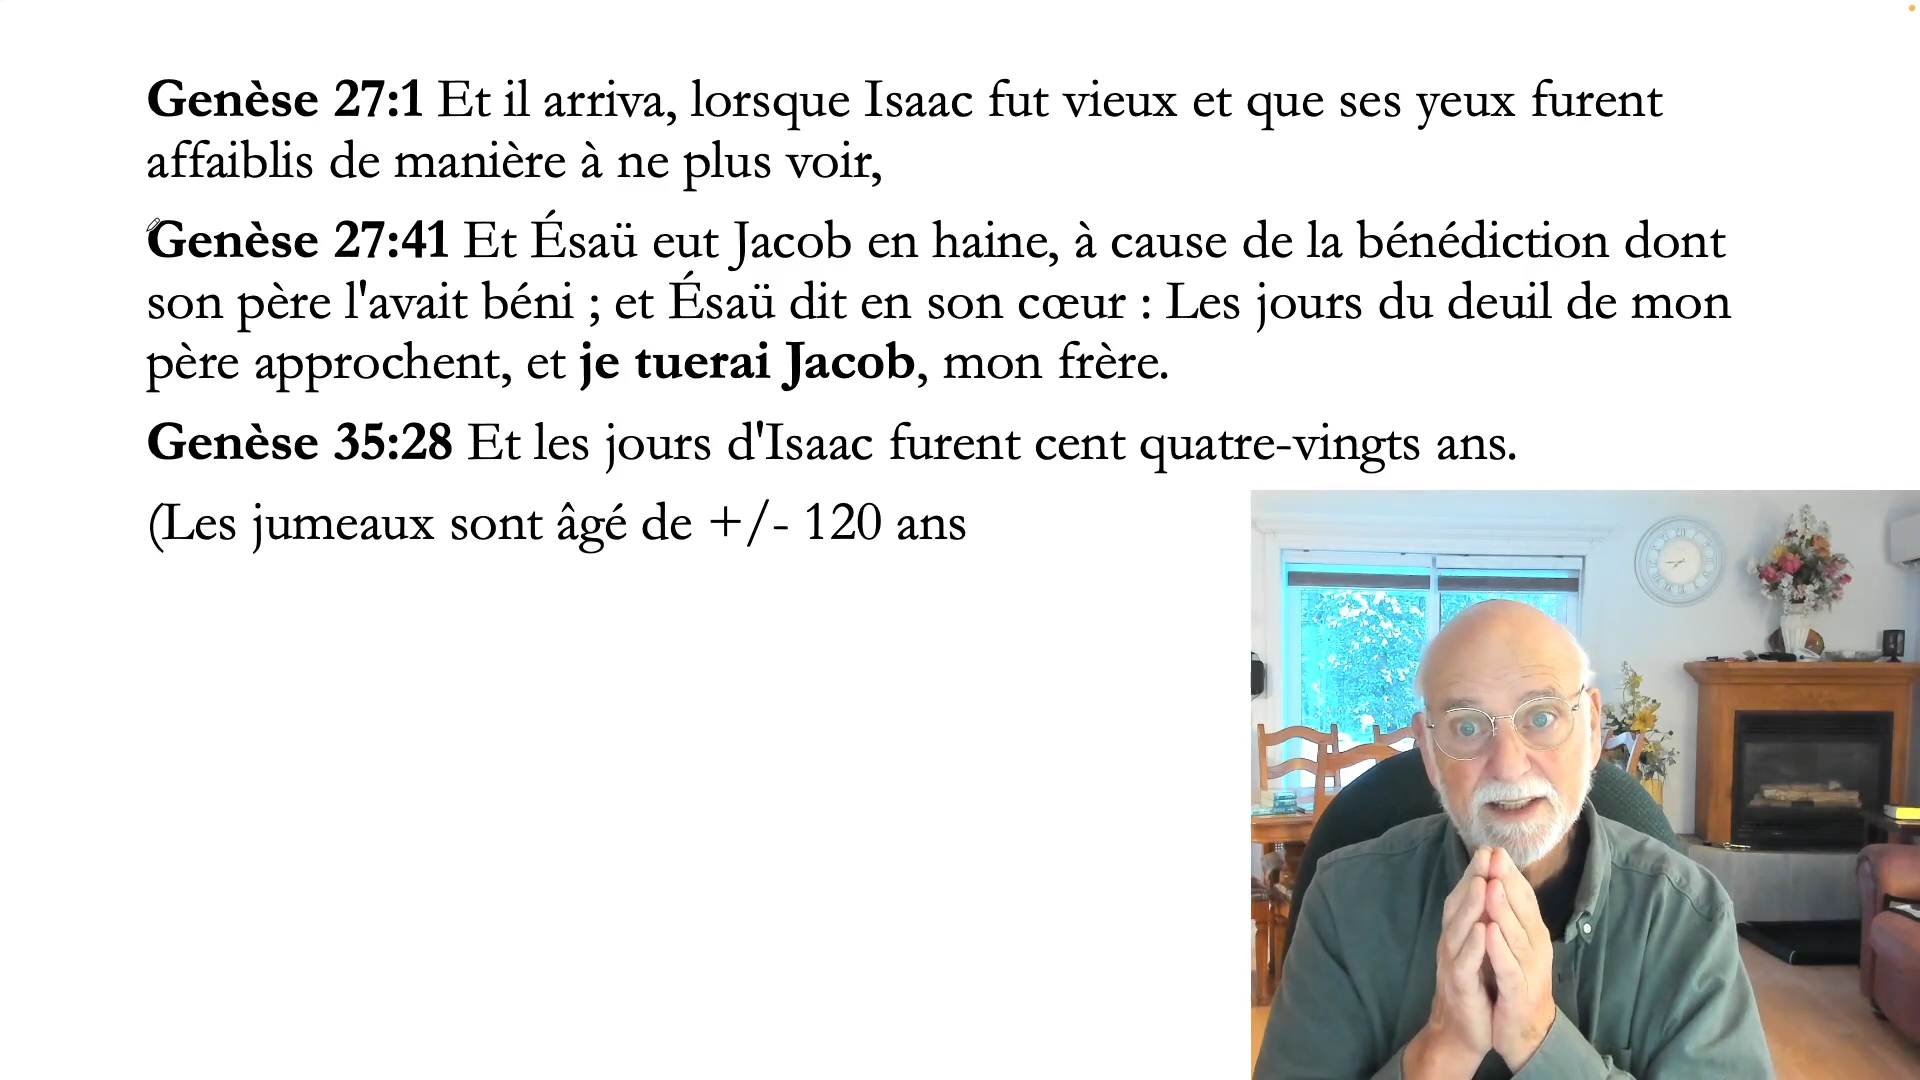 Genèse 27:1 Et il arriva, lorsque Isaac fut vieux et que ses yeux furent
affaiblis de manière à ne plus voir,
Genèse 27:41 Et Ésaü eut Jacob en haine, à cause de la bénédiction dont
son père l'avait béni ; et Ésaü dit en son cœur : Les jours du deuil de mon
père approchent, et je tuerai Jacob, mon frère.
Genèse 35:28 Et les jours d'Isaac furent cent quatre-vingts ans.
(Les jumeaux sont âgé de +/- 120 ans